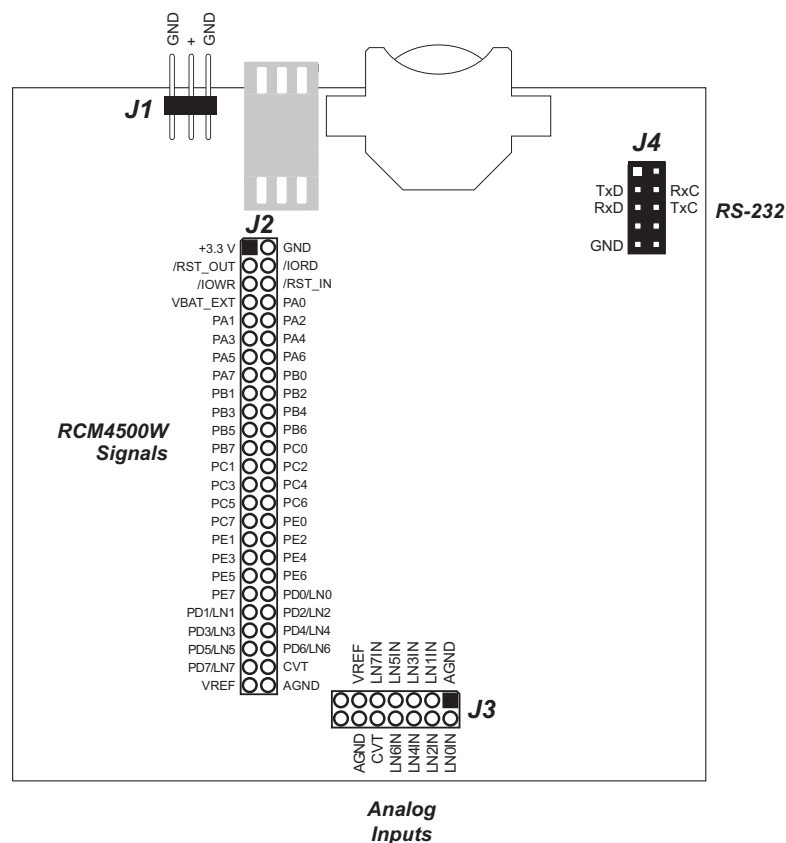 GND
+
GND
J1
J4
TxD RxC
RxD TxC
GND
RS-232
J2
+3.3 V GND
/RST_OUT /IORD
/IOWR /RST_IN
VBAT_EXT PA0
PA1 PA2
PA3 PA4
PA5 PA6
PA7 PB0
PB1 PB2
PB3 PB4
PB5 PB6
PB7 PC0
PC1 PC2
PC3 PC4
PC5 PC6
PC7 PE0
PE1 PE2
PE3 PE4
PE5 PE6
PE7 PD0/LN0
PD1/LN1 PD2/LN2
PD3/LN3 PD4/LN4
PD5/LN5 PD6/LN6
PD7/LN7 CVT
VREF AGND
RCM4500W
Signals
VREF
LN7IN
LN5IN
LN3IN
LN1IN
AGND
J3
AGND
CVT
LN6IN
LN4IN
LN2IN
LN0IN
Analog
Inputs